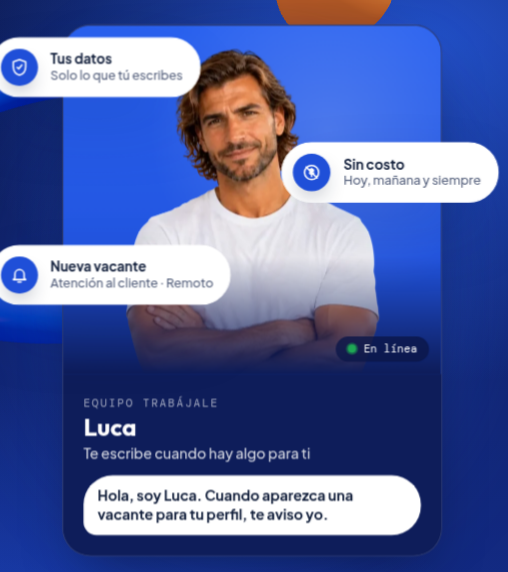 Tus datos
Solo lo que tú escribes
Sin costo
Hoy, mañana y siempre
Nueva vacante
Atención al cliente · Remoto
En línea
EQUIPO TRABÁJALE
Luca
Te escribe cuando hay algo para ti
Hola, soy Luca. Cuando aparezca una
vacante para tu perfil, te aviso yo.